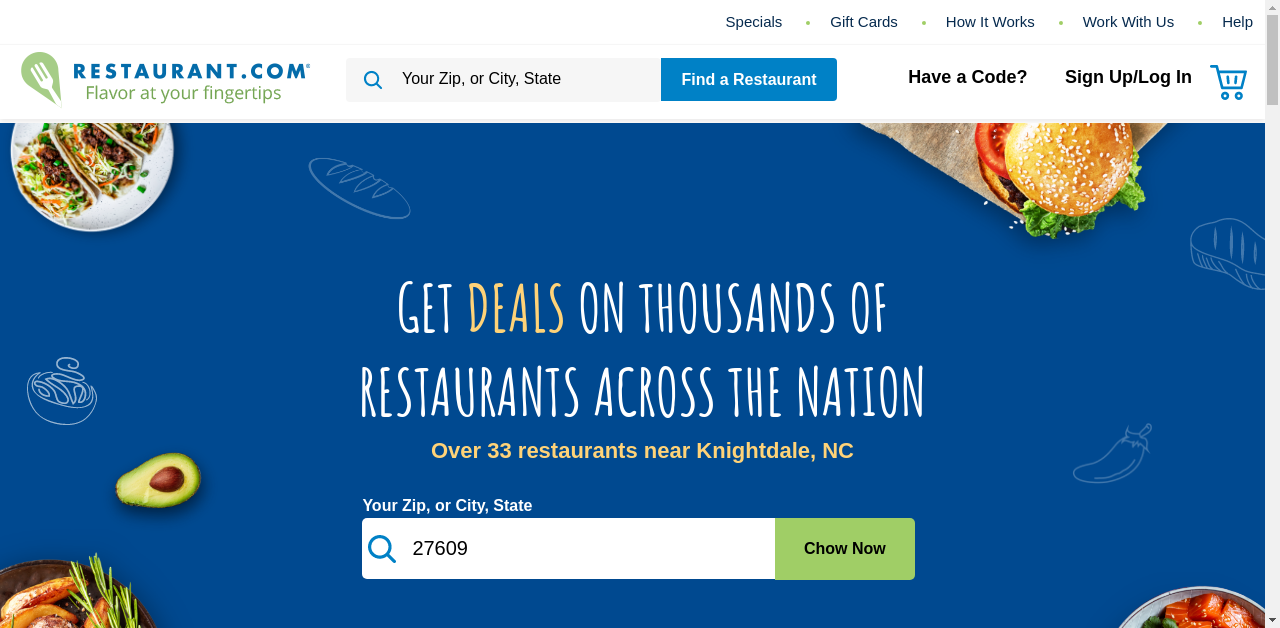 Specials
Gift Cards
How It Works
Work With Us
Help
RESTAURANT.COM®
Flavor at your fingertips
Your Zip, or City, State
Find a Restaurant
Have a Code?
Sign Up/Log In
GET DEALS ON THOUSANDS OF
RESTAURANTS ACROSS THE NATION
Over 33 restaurants near Knightdale, NC
Your Zip, or City, State
27609
Chow Now